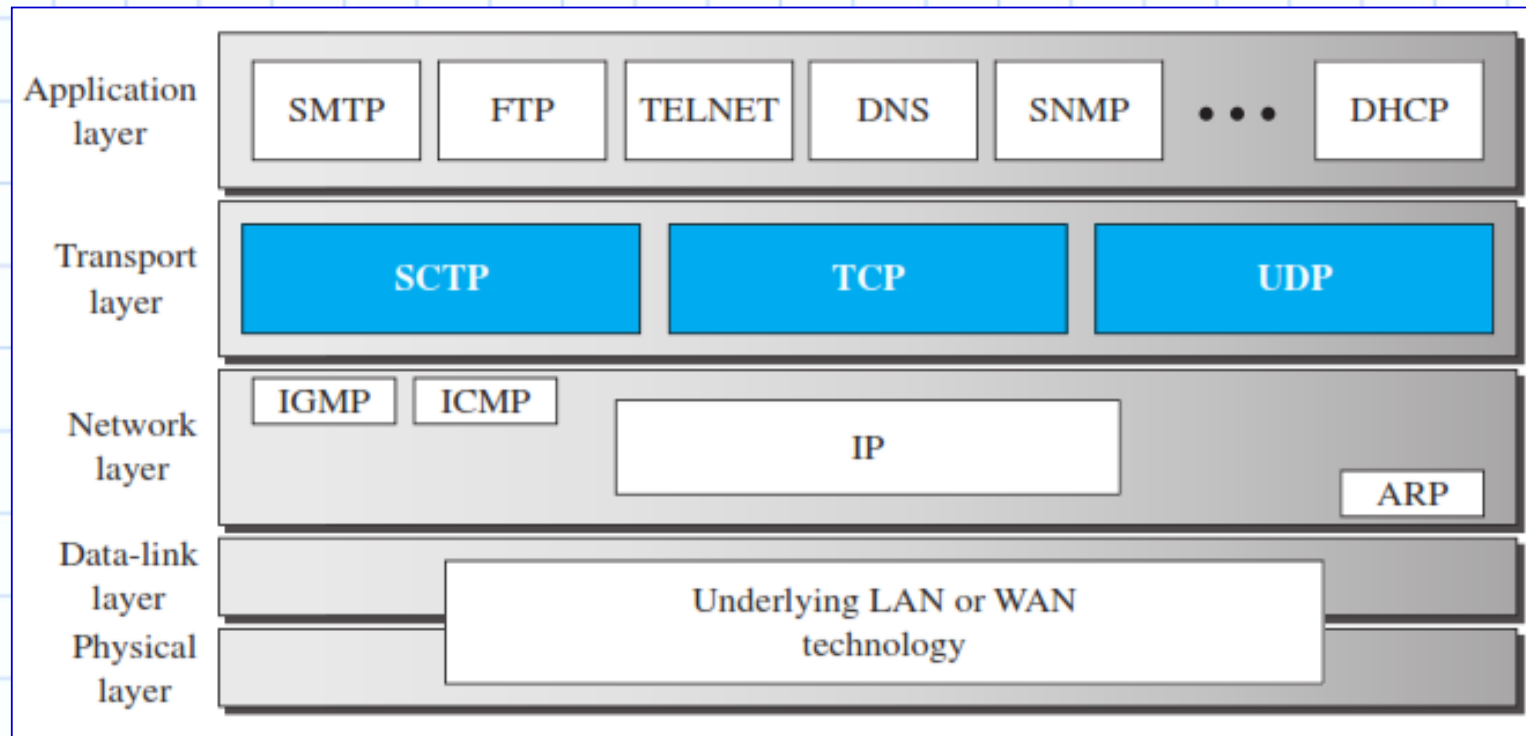 Application
layer
SMTP
FTP
TELNET
DNS
SNMP
• • •
DHCP
Transport
layer
SCTP
TCP
UDP
Network
layer
IGMP
ICMP
IP
ARP
Data-link
layer
Underlying LAN or WAN
technology
Physical
layer